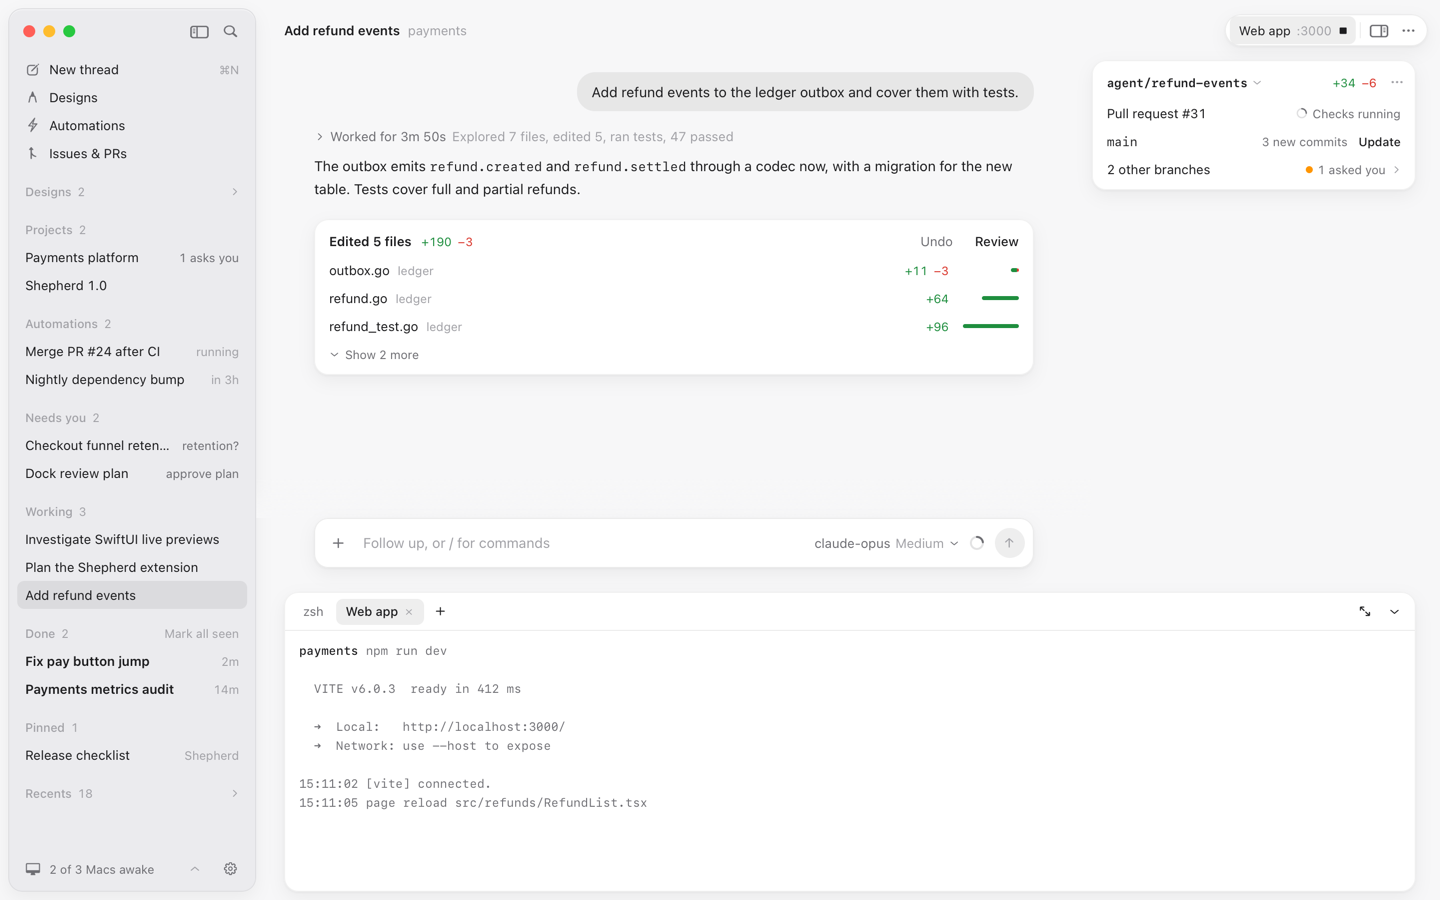 New thread ⌘N
Designs
Automations
Issues & PRs
Designs 2
Projects 2
Payments platform 1 asks you
Shepherd 1.0
Automations 2
Merge PR #24 after CI running
Nightly dependency bump in 3h
Needs you 2
Checkout funnel reten... retention?
Dock review plan approve plan
Working 3
Investigate SwiftUI live previews
Plan the Shepherd extension
Add refund events
Done 2 Mark all seen
Fix pay button jump 2m
Payments metrics audit 14m
Pinned 1
Release checklist Shepherd
Recents 18
2 of 3 Macs awake
Add refund events payments
Web app :3000
Add refund events to the ledger outbox and cover them with tests.
Worked for 3m 50s Explored 7 files, edited 5, ran tests, 47 passed
The outbox emits refund.created and refund.settled through a codec now, with a migration for the new
table. Tests cover full and partial refunds.
Edited 5 files +190 −3 Undo Review
outbox.go ledger +11 −3
refund.go ledger +64
refund_test.go ledger +96
Show 2 more
Follow up, or / for commands claude-opus Medium
agent/refund-events +34 −6
Pull request #31 Checks running
main 3 new commits Update
2 other branches 1 asked you
zsh Web app × +
payments npm run dev
VITE v6.0.3 ready in 412 ms
➜ Local: http://localhost:3000/
➜ Network: use --host to expose
15:11:02 [vite] connected.
15:11:05 page reload src/refunds/RefundList.tsx